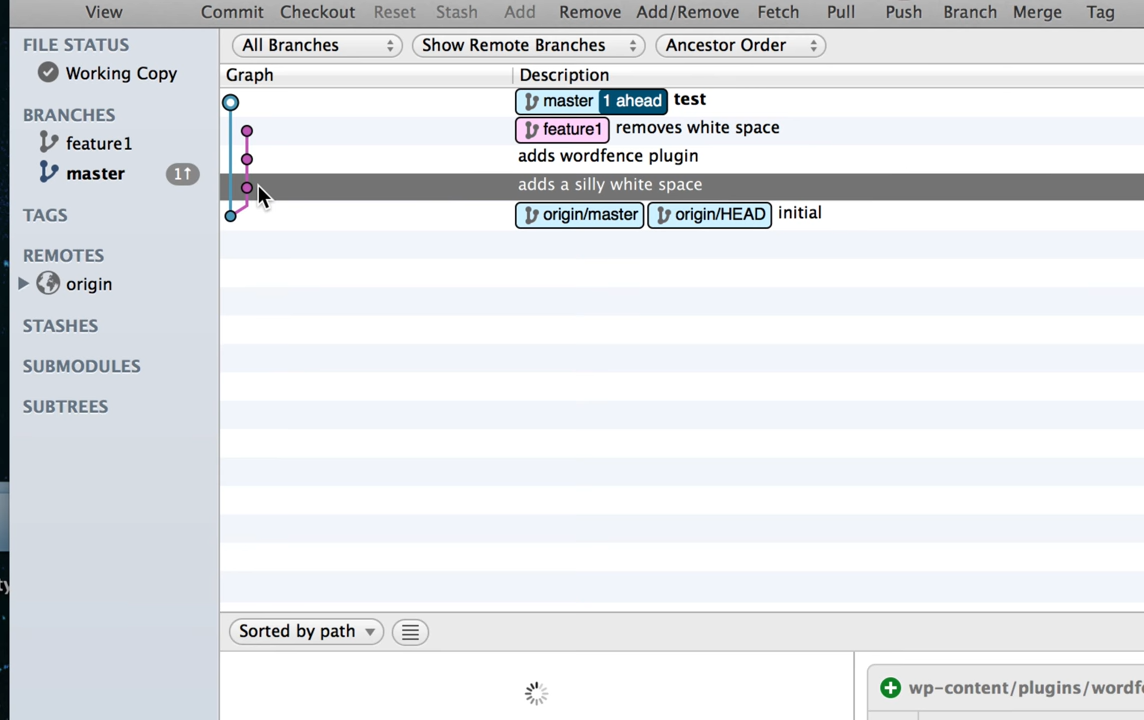 View Commit Checkout Reset Stash Add Remove Add/Remove Fetch Pull Push Branch Merge Tag
FILE STATUS
Working Copy
BRANCHES
feature1
master 1↑
TAGS
REMOTES
origin
STASHES
SUBMODULES
SUBTREES
All Branches Show Remote Branches Ancestor Order
Graph Description
master 1 ahead test
feature1 removes white space
adds wordfence plugin
adds a silly white space
origin/master origin/HEAD initial
Sorted by path
wp-content/plugins/wordfe